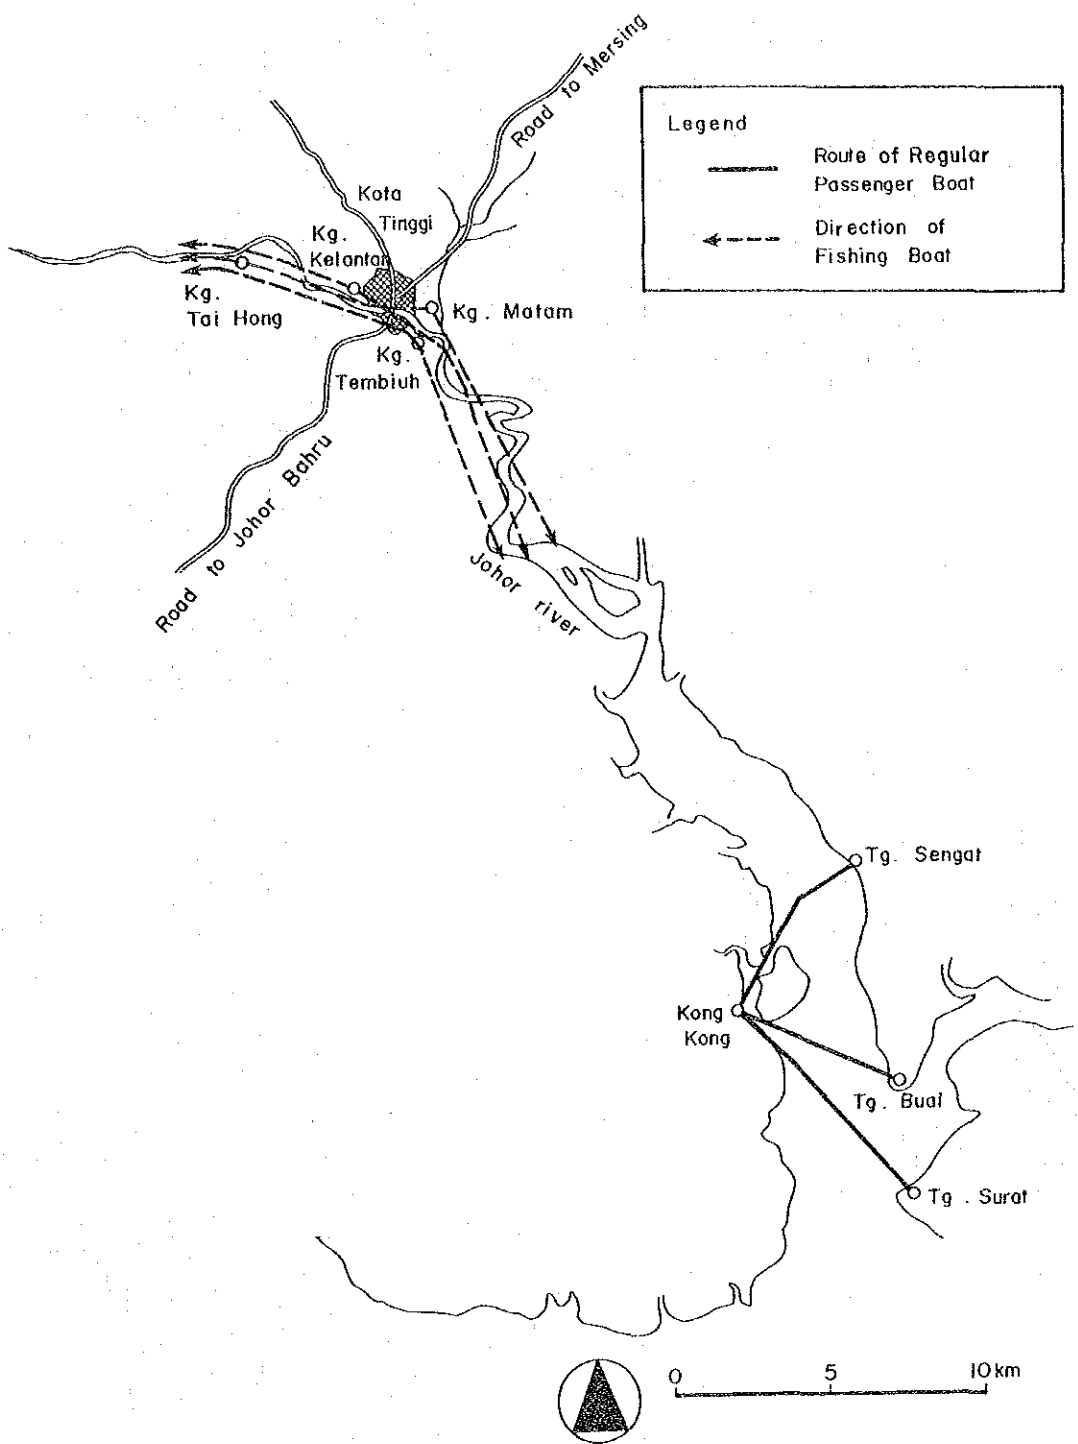 Road to Mersing
Legend
Route of Regular
Passenger Boat
Direction of
Fishing Boat
Kota
Tinggi
Kg.
Kelantan
Kg.
Tai Hong
Kg. Matam
Kg.
Tembiuh
Road to Johor Bahru
Johor river
Tg. Sengat
Kong
Kong
Tg. Bual
Tg. Surat
0 5 10 km